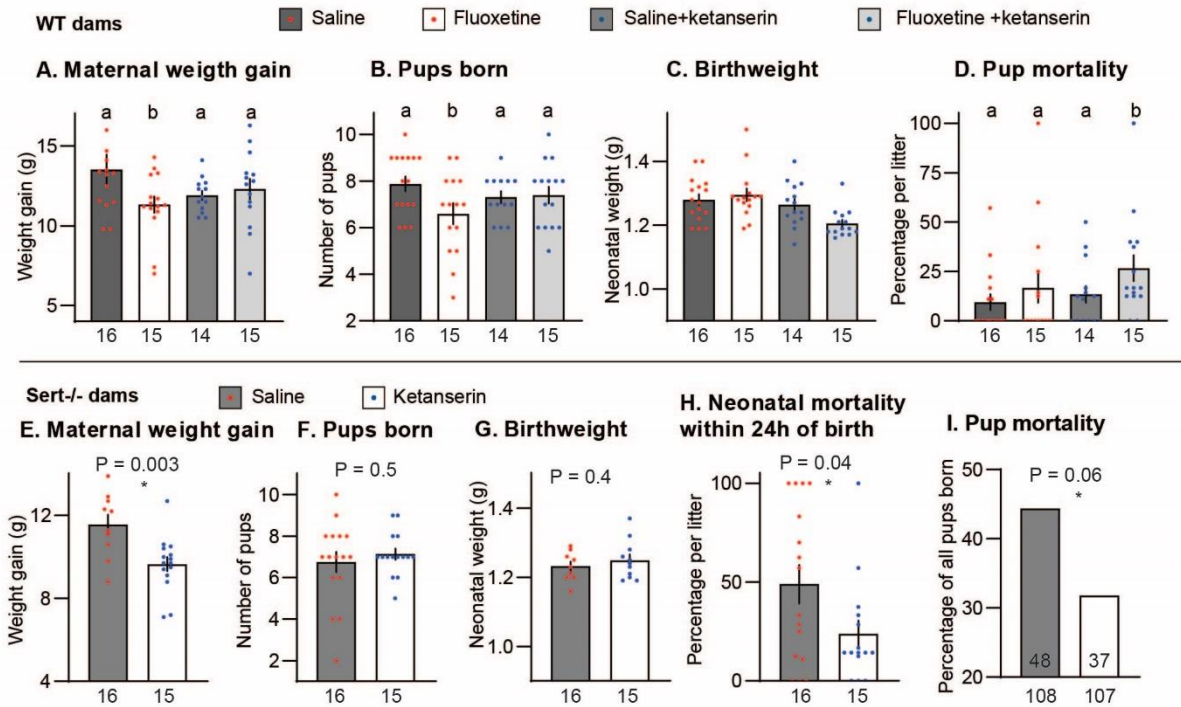 WT dams
Saline
Fluoxetine
Saline+ketanserin
Fluoxetine +ketanserin
A. Maternal weigth gain
B. Pups born
C. Birthweight
D. Pup mortality
a b a a
Weight gain (g)
15
10
5
16 15 14 15
a b a a
Number of pups
10
8
6
4
2
16 15 14 15
Neonatal weight (g)
1.4
1.2
1.0
16 15 14 15
a a a b
Percentage per litter
100
75
50
25
0
16 15 14 15
Sert-/- dams
Saline
Ketanserin
E. Maternal weight gain
F. Pups born
G. Birthweight
H. Neonatal mortality
within 24h of birth
I. Pup mortality
P = 0.003
*
Weight gain (g)
12
8
4
16 15
P = 0.5
Number of pups
10
8
6
4
2
16 15
P = 0.4
Neonatal weight (g)
1.4
1.2
1.0
16 15
P = 0.04
*
Percentage per litter
100
50
0
16 15
P = 0.06
*
Percentage of all pups born
50
40
30
20
48 37
108 107